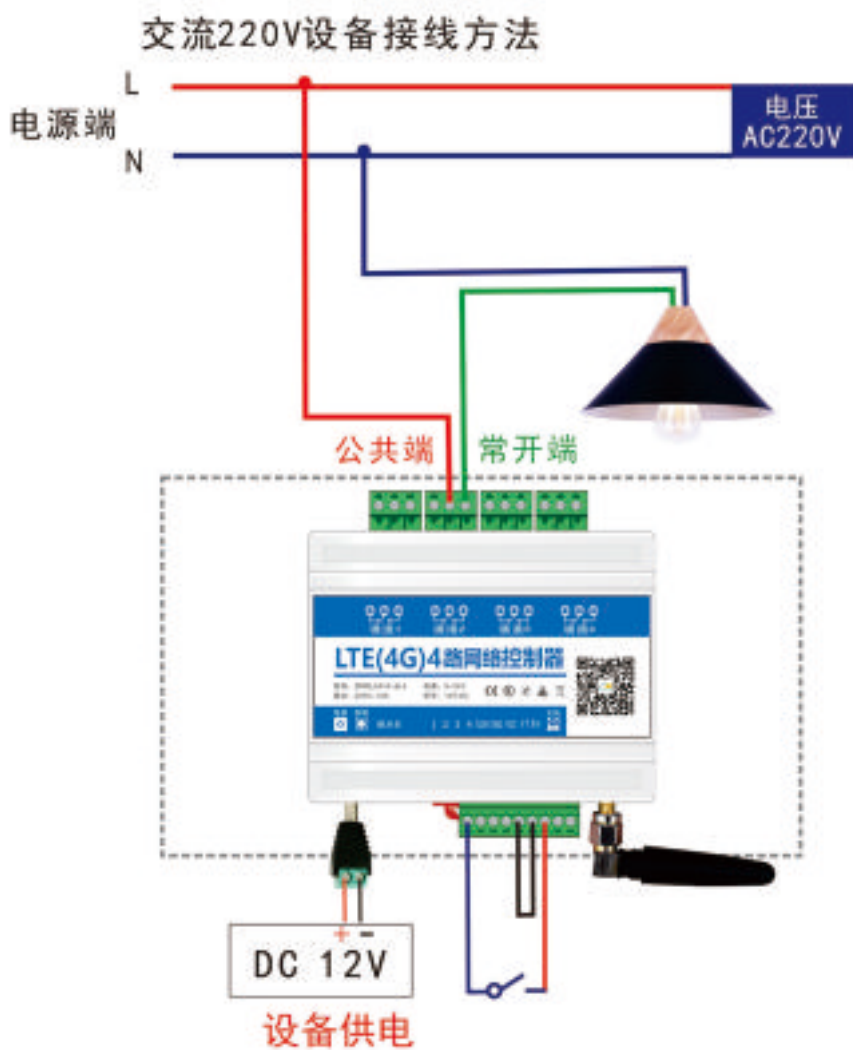 交流220V设备接线方法
L
电源端
N
电压
AC220V
公共端
常开端
LTE(4G)4路网络控制器
+ -
DC 12V
设备供电